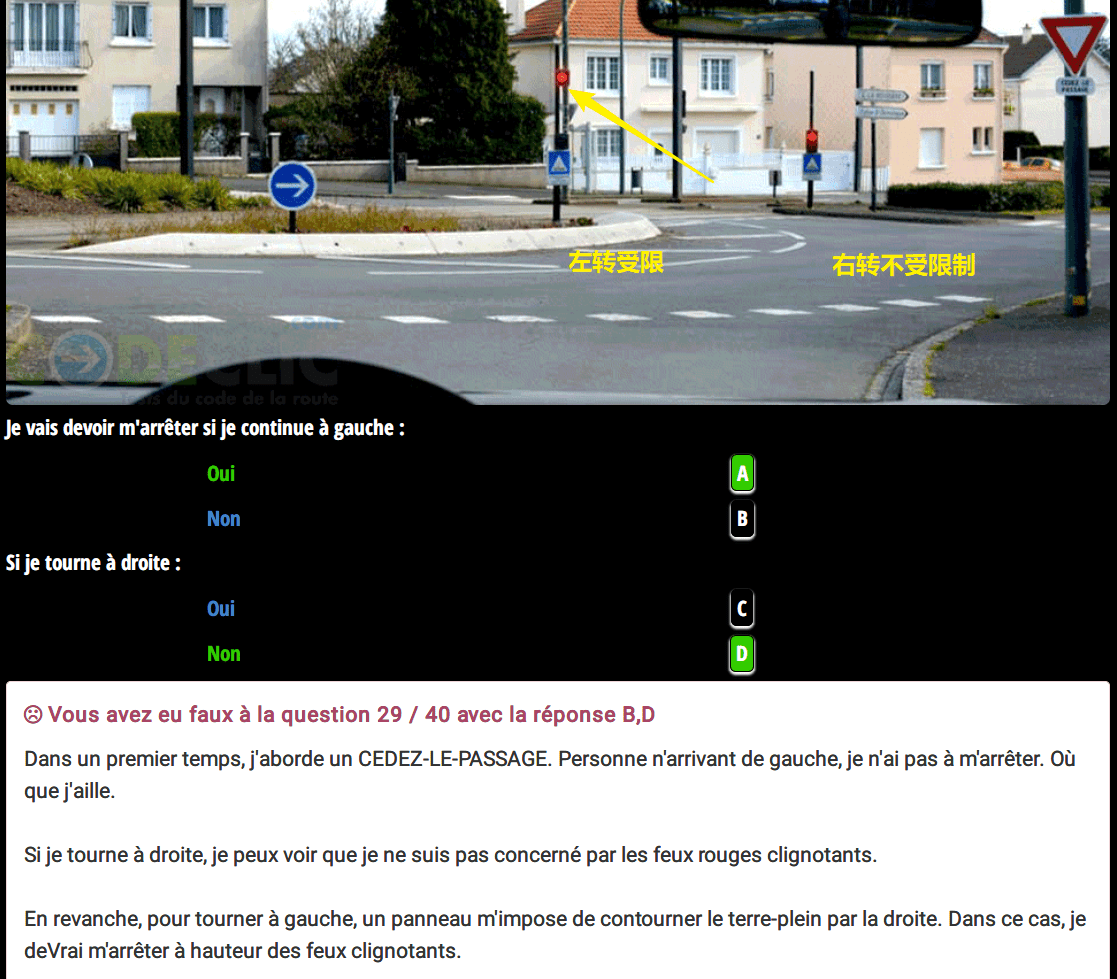 CEDEZ LE
PASSAGE
左转受限
右转不受限制
CODECLIC
Tests du code de la route
Je vais devoir m'arrêter si je continue à gauche :
Oui
A
Non
B
Si je tourne à droite :
Oui
C
Non
D
Vous avez eu faux à la question 29 / 40 avec la réponse B,D
Dans un premier temps, j'aborde un CEDEZ-LE-PASSAGE. Personne n'arrivant de gauche, je n'ai pas à m'arrêter. Où
que j'aille.
Si je tourne à droite, je peux voir que je ne suis pas concerné par les feux rouges clignotants.
En revanche, pour tourner à gauche, un panneau m'impose de contourner le terre-plein par la droite. Dans ce cas, je
deVrai m'arrêter à hauteur des feux clignotants.